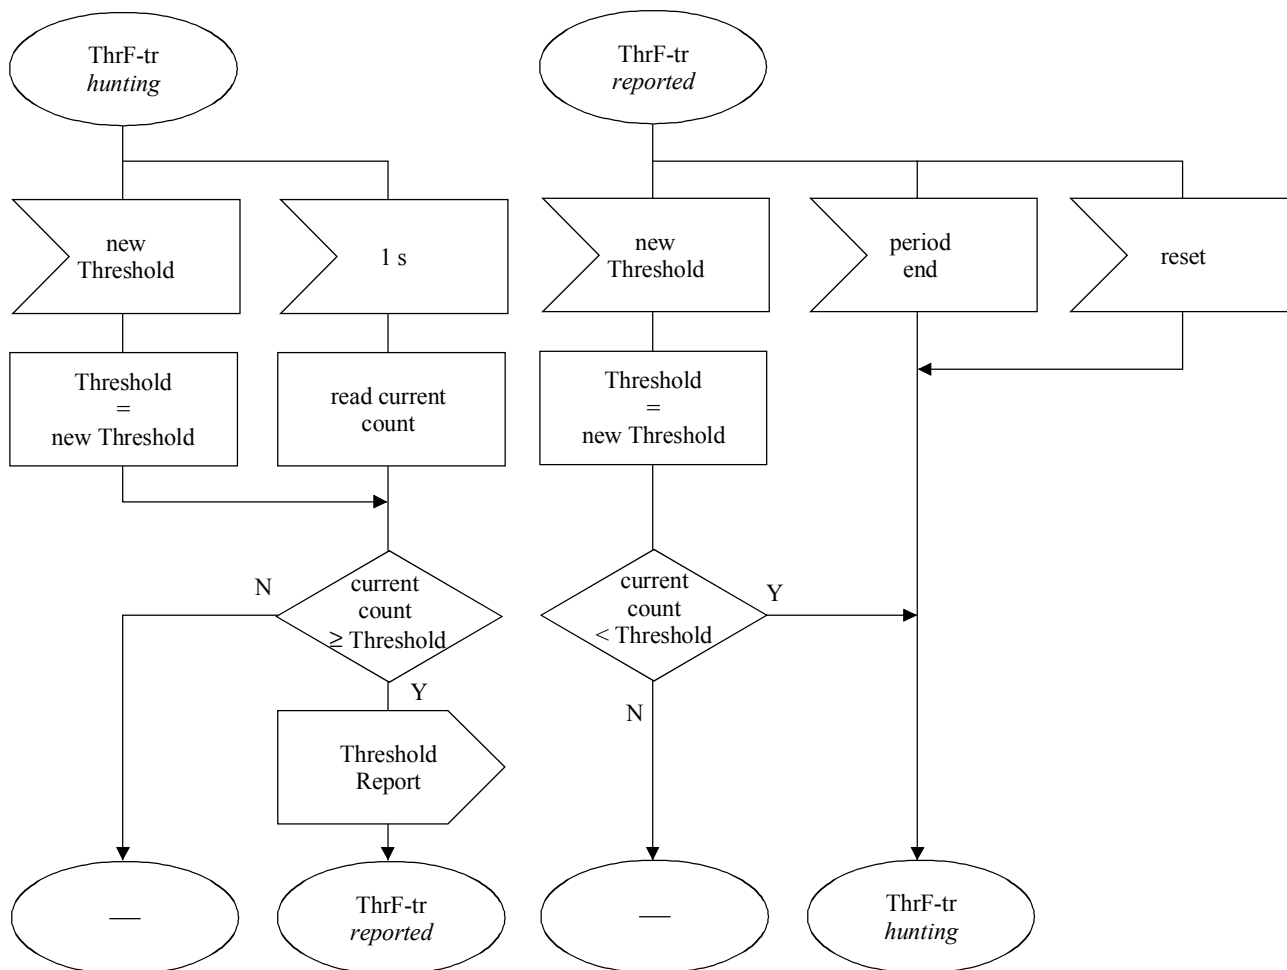 ThrF-tr
hunting
new
Threshold
1 s
Threshold
=
new Threshold
read current
count
N
current
count
≥ Threshold
Y
Threshold
Report
—
ThrF-tr
reported
ThrF-tr
reported
new
Threshold
period
end
reset
Threshold
=
new Threshold
current
count
< Threshold
Y
N
—
ThrF-tr
hunting